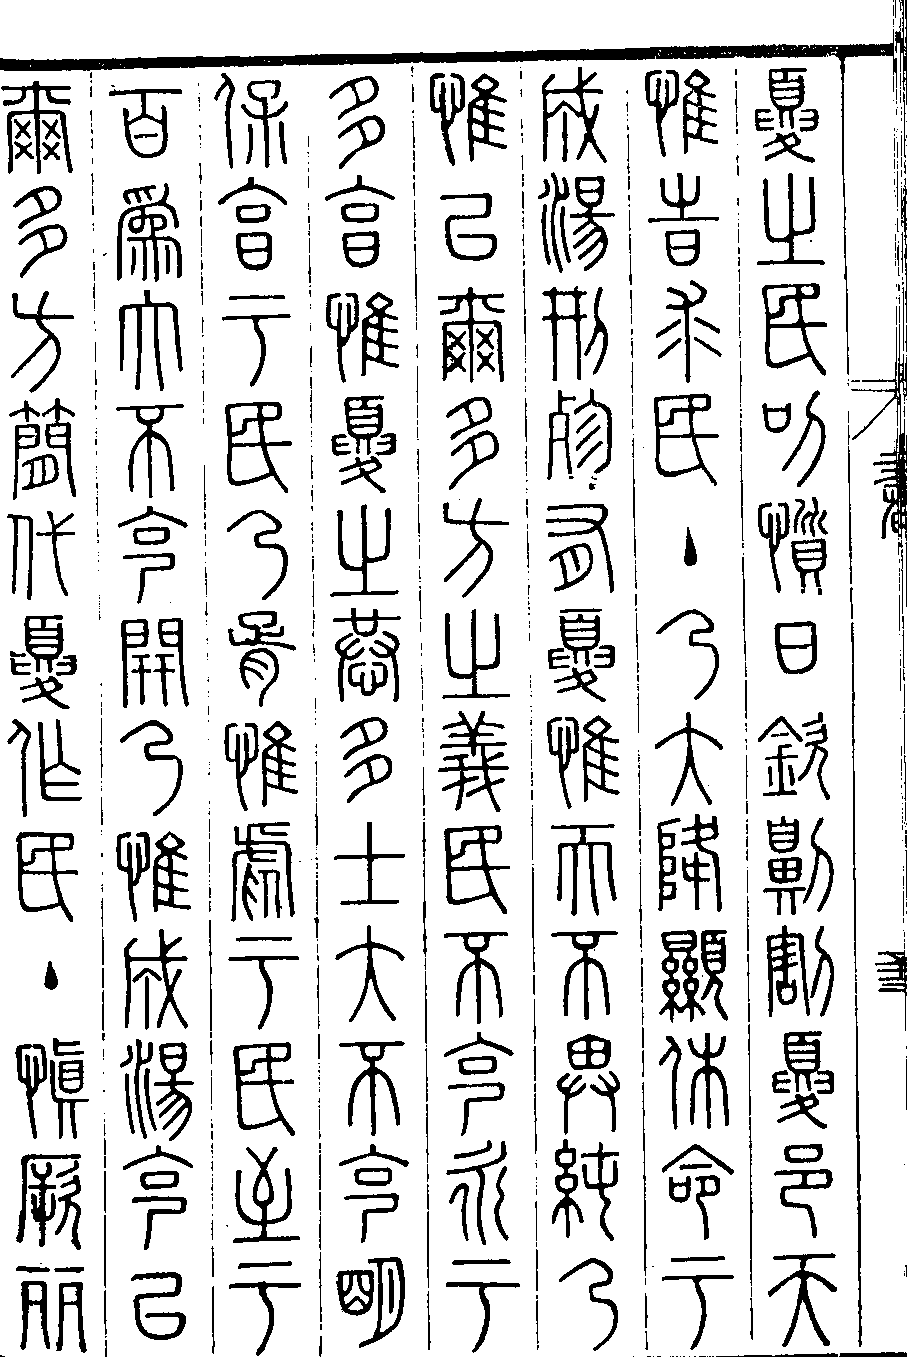 夏之民叨懫日欽劓割夏邑天
惟時求民主乃大降顯休命于
成湯刑殄有夏惟天不畀純乃
惟以爾多方之義民不克永于
多享惟夏之恭多士大不克明
保享于民乃胥惟虐于民至于
百爲大不克開乃惟成湯克以
爾多方簡代夏作民主慎厥麗